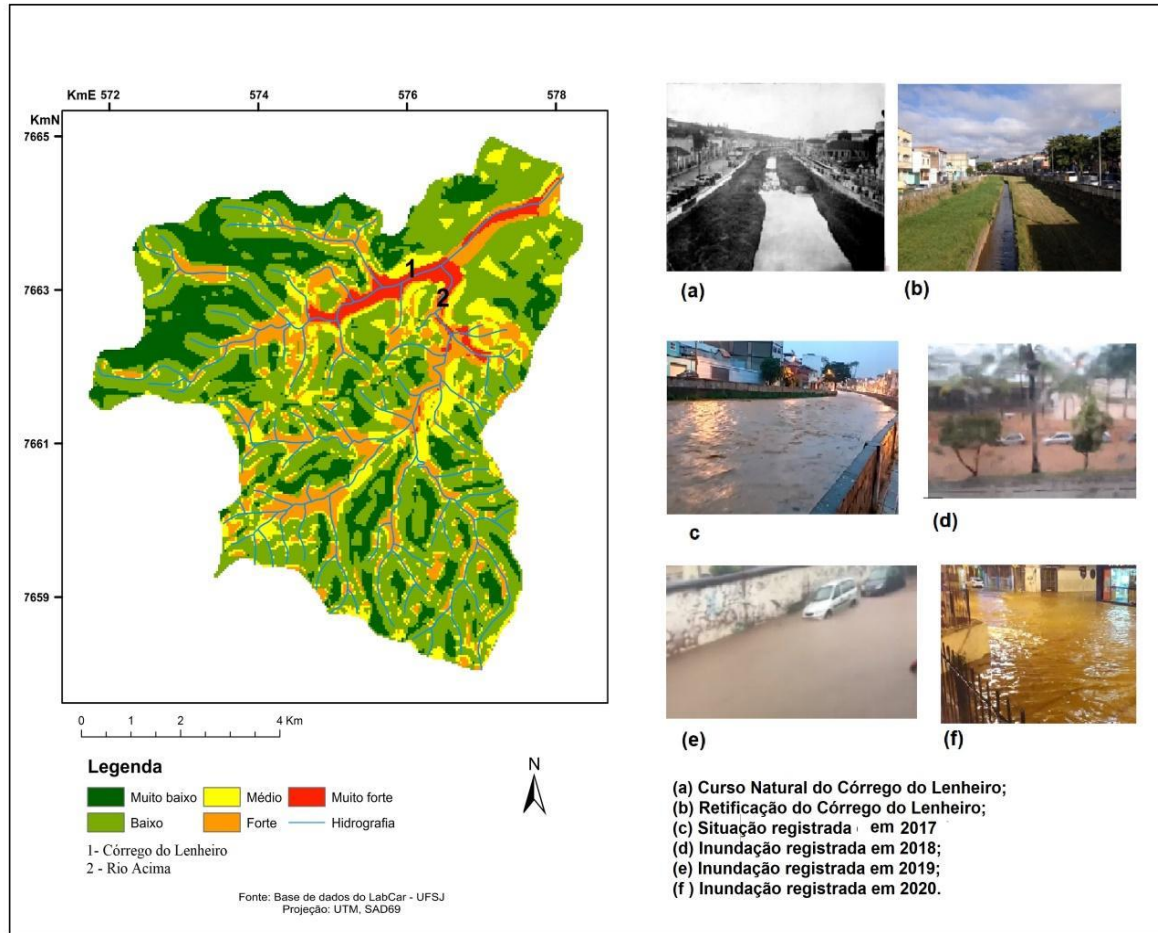 KmE 572 574 576 578
KmN
7665
7663
7661
7659
1
2
0 1 2 4 Km
N
Legenda
Muito baixo Médio Muito forte
Baixo Forte Hidrografia
1- Córrego do Lenheiro
2 - Rio Acima
Fonte: Base de dados do LabCar - UFSJ
Projeção: UTM, SAD69
(a) (b)
c (d)
(e) (f)
(a) Curso Natural do Córrego do Lenheiro;
(b) Retificação do Córrego do Lenheiro;
(c) Situação registrada em 2017
(d) Inundação registrada em 2018;
(e) Inundação registrada em 2019;
(f ) Inundação registrada em 2020.